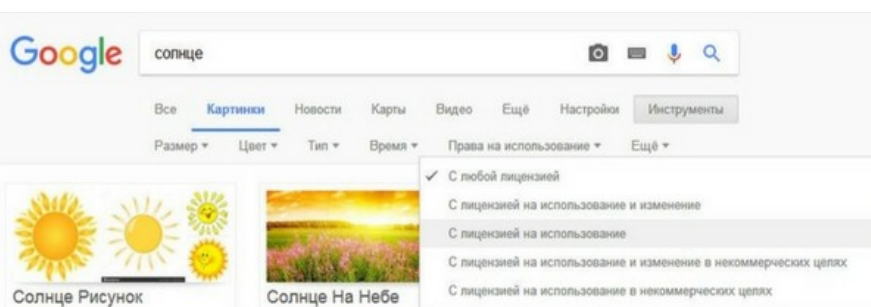 Google солнце
Все Картинки Новости Карты Видео Ещё Настройки Инструменты
Размер Цвет Тип Время Права на использование Ещё
С любой лицензией
С лицензией на использование и изменение
С лицензией на использование
С лицензией на использование и изменение в некоммерческих целях
С лицензией на использование в некоммерческих целях
Солнце Рисунок
Солнце На Небе